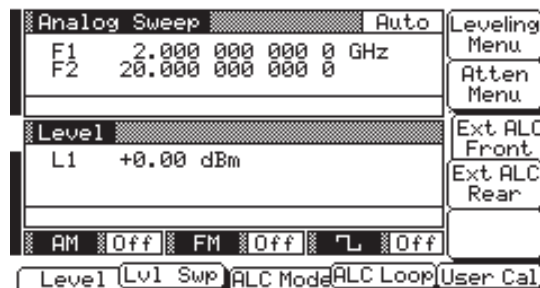 Analog Sweep Auto
F1 2.000 000 000 0 GHz
F2 20.000 000 000 0
Level
L1 +0.00 dBm
AM Off FM Off Off
Leveling
Menu
Atten
Menu
Ext ALC
Front
Ext ALC
Rear
Level Lvl Swp ALC Mode ALC Loop User Cal